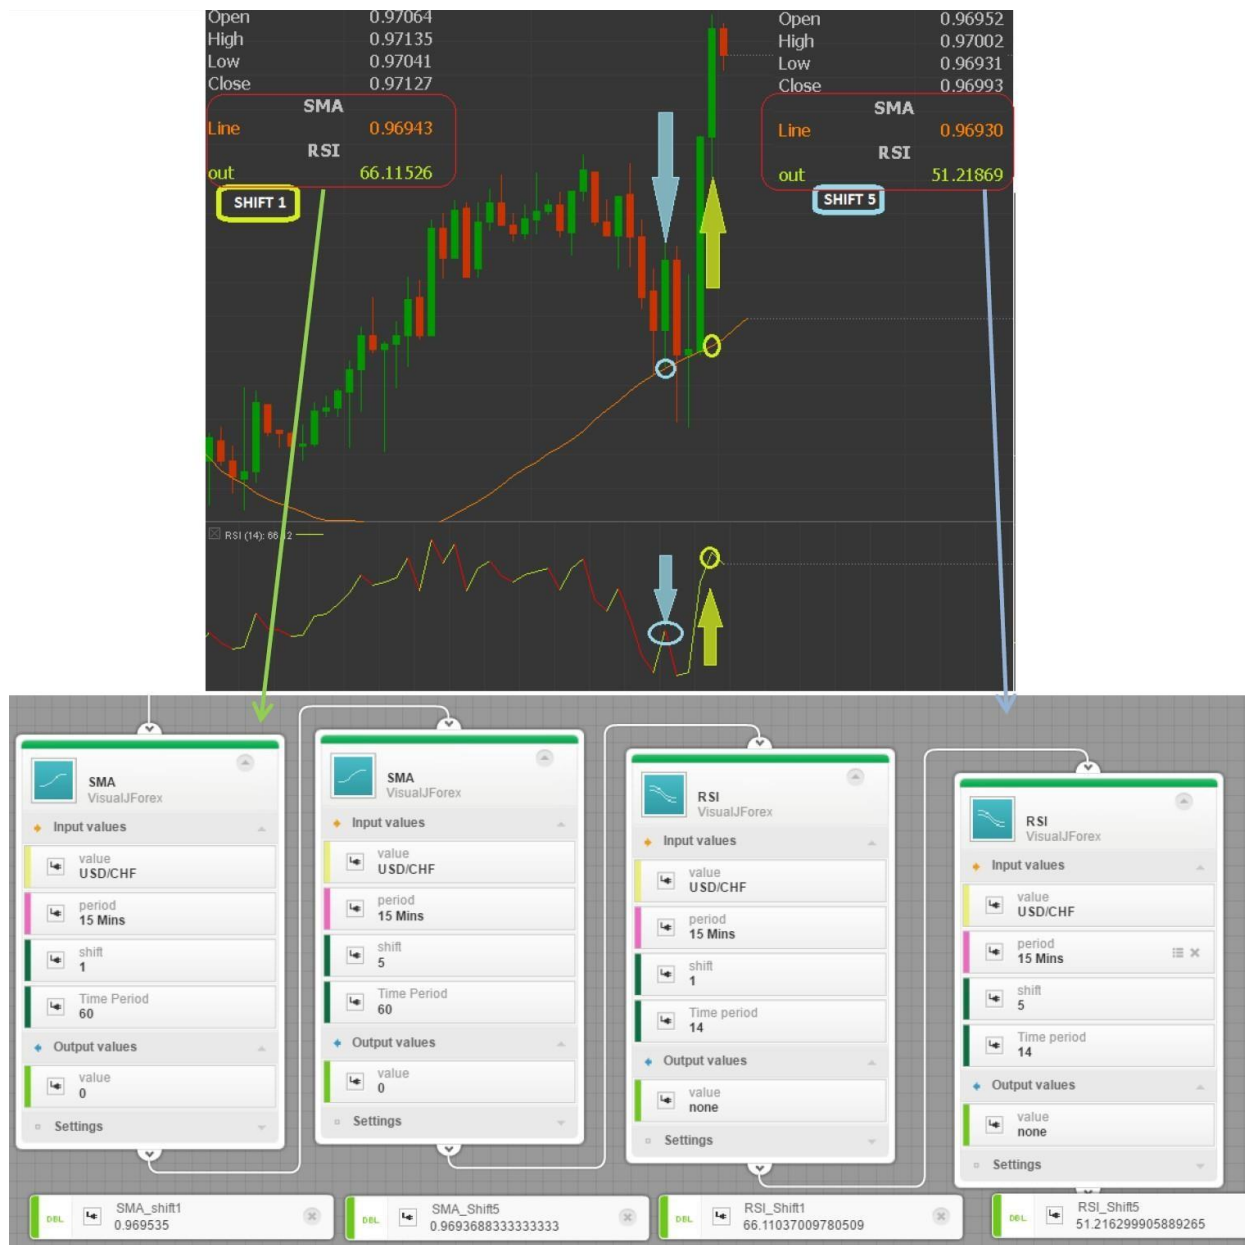 Open 0.97064
High 0.97135
Low 0.97041
Close 0.97127
SMA
Line 0.96943
RSI
out 66.11526
SHIFT 1
Open 0.96952
High 0.97002
Low 0.96931
Close 0.96993
SMA
Line 0.96930
RSI
out 51.21869
SHIFT 5
RSI (14): 66.12
SMA
VisualJForex
Input values
value
USD/CHF
period
15 Mins
shift
1
Time Period
60
Output values
value
0
Settings
SMA
VisualJForex
Input values
value
USD/CHF
period
15 Mins
shift
5
Time Period
60
Output values
value
0
Settings
RSI
VisualJForex
Input values
value
USD/CHF
period
15 Mins
shift
1
Time period
14
Output values
value
none
Settings
RSI
VisualJForex
Input values
value
USD/CHF
period
15 Mins
shift
5
Time period
14
Output values
value
none
Settings
DBL
SMA_shift1
0.969535
DBL
SMA_Shift5
0.9693688333333333
DBL
RSI_Shift1
66.11037009780509
DBL
RSI_Shift5
51.216299905889265